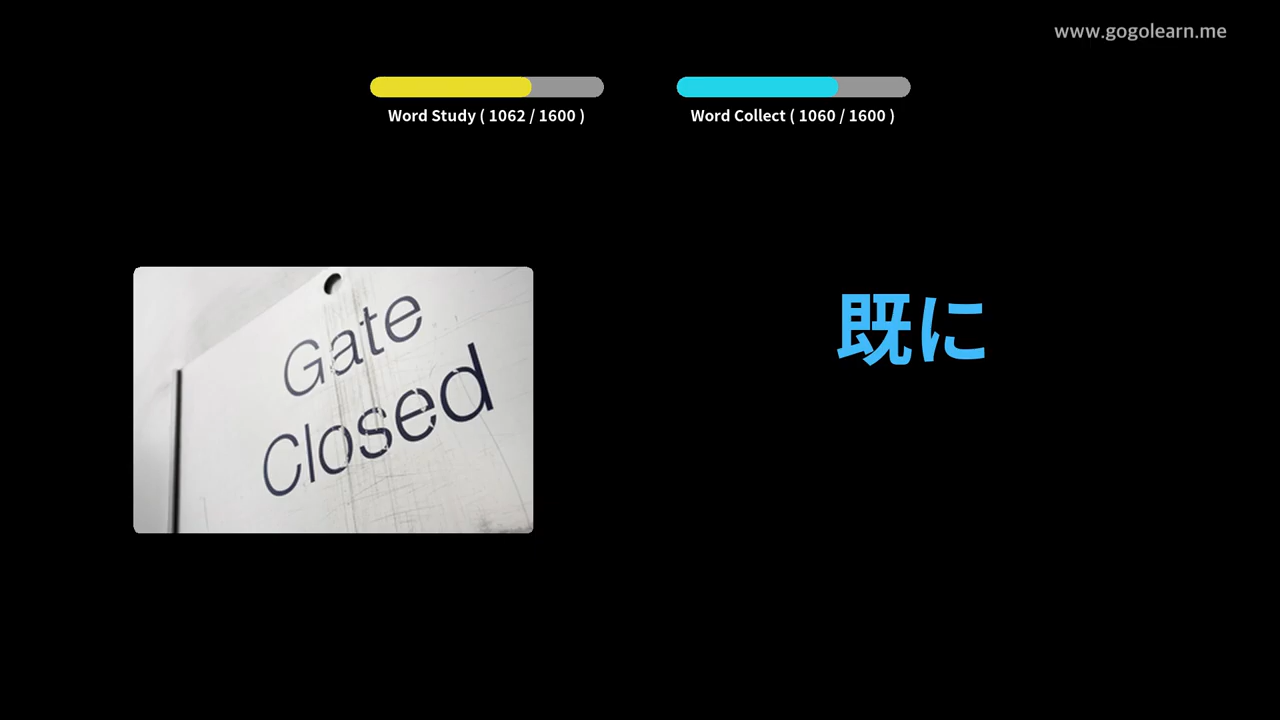 www.gogolearn.me
Word Study ( 1062 / 1600 )
Word Collect ( 1060 / 1600 )
Gate
Closed
既に